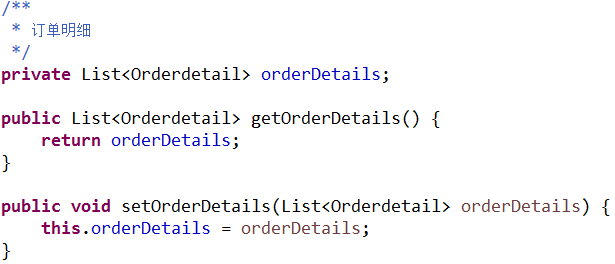 /**
 * 订单明细
 */
private List<Orderdetail> orderDetails;

public List<Orderdetail> getOrderDetails() {
    return orderDetails;
}

public void setOrderDetails(List<Orderdetail> orderDetails) {
    this.orderDetails = orderDetails;
}